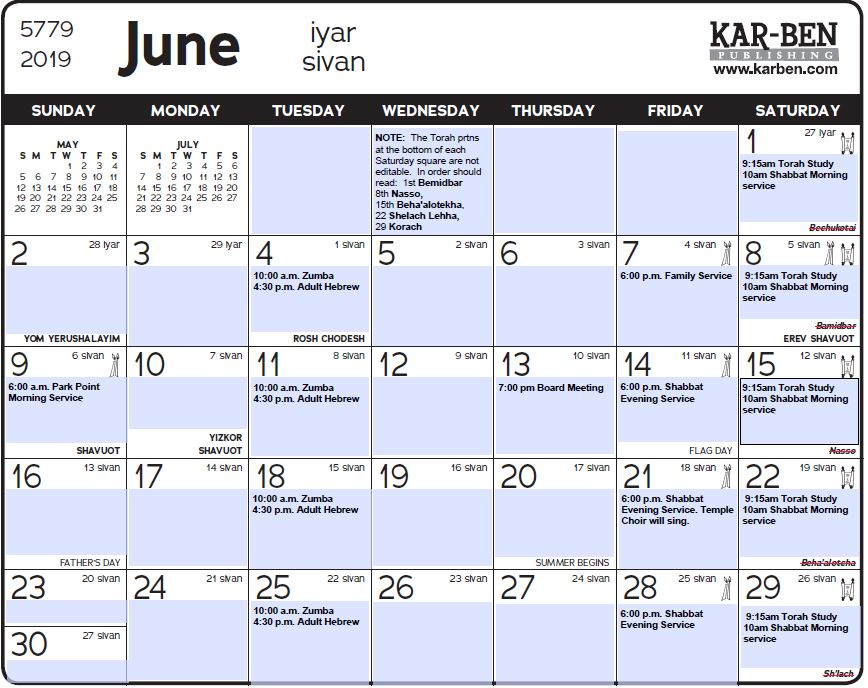 5779
2019
June
iyar
sivan
KAR-BEN
PUBLISHING
www.karben.com
SUNDAY MONDAY TUESDAY WEDNESDAY THURSDAY FRIDAY SATURDAY
MAY
S M T W T F S
1 2 3 4
5 6 7 8 9 10 11
12 13 14 15 16 17 18
19 20 21 22 23 24 25
26 27 28 29 30 31
JULY
S M T W T F S
1 2 3 4 5 6
7 8 9 10 11 12 13
14 15 16 17 18 19 20
21 22 23 24 25 26 27
28 29 30 31
NOTE: The Torah prtns
at the bottom of each
Saturday square are not
editable. In order should
read: 1st Bemidbar
8th Nasso,
15th Beha'alotekha,
22 Shelach Lehha,
29 Korach
1 27 iyar
9:15am Torah Study
10am Shabbat Morning
service
Bechukotai
2 28 iyar
YOM YERUSHALAYIM
3 29 iyar
4 1 sivan
10:00 a.m. Zumba
4:30 p.m. Adult Hebrew
ROSH CHODESH
5 2 sivan
6 3 sivan
7 4 sivan
6:00 p.m. Family Service
8 5 sivan
9:15am Torah Study
10am Shabbat Morning
service
Bamidbar
EREV SHAVUOT
9 6 sivan
6:00 a.m. Park Point
Morning Service
SHAVUOT
10 7 sivan
YIZKOR
SHAVUOT
11 8 sivan
10:00 a.m. Zumba
4:30 p.m. Adult Hebrew
12 9 sivan
13 10 sivan
7:00 pm Board Meeting
14 11 sivan
6:00 p.m. Shabbat
Evening Service
FLAG DAY
15 12 sivan
9:15am Torah Study
10am Shabbat Morning
service
Nasso
16 13 sivan
FATHER'S DAY
17 14 sivan
18 15 sivan
10:00 a.m. Zumba
4:30 p.m. Adult Hebrew
19 16 sivan
20 17 sivan
SUMMER BEGINS
21 18 sivan
6:00 p.m. Shabbat
Evening Service. Temple
Choir will sing.
22 19 sivan
9:15am Torah Study
10am Shabbat Morning
service
Beha'alotcha
23 20 sivan
24 21 sivan
25 22 sivan
10:00 a.m. Zumba
4:30 p.m. Adult Hebrew
26 23 sivan
27 24 sivan
28 25 sivan
6:00 p.m. Shabbat
Evening Service
29 26 sivan
9:15am Torah Study
10am Shabbat Morning
service
Sh'lach
30 27 sivan